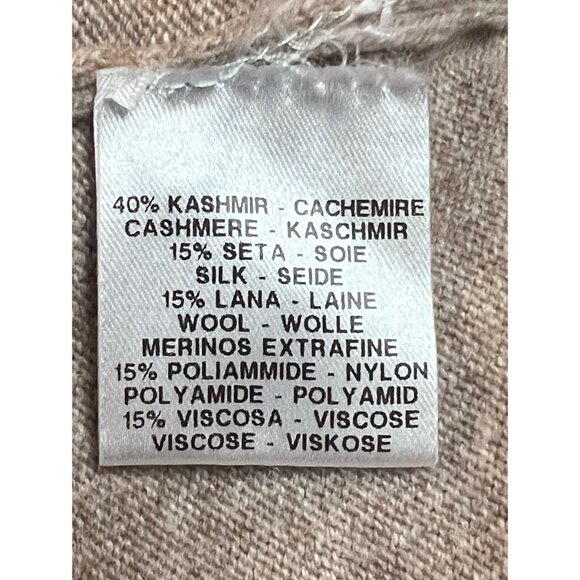 40% KASHMIR - CACHEMIRE
CASHMERE - KASCHMIR
15% SETA - SOIE
SILK - SEIDE
15% LANA - LAINE
WOOL - WOLLE
MERINOS EXTRAFINE
15% POLIAMMIDE - NYLON
POLYAMIDE - POLYAMID
15% VISCOSA - VISCOSE
VISCOSE - VISKOSE